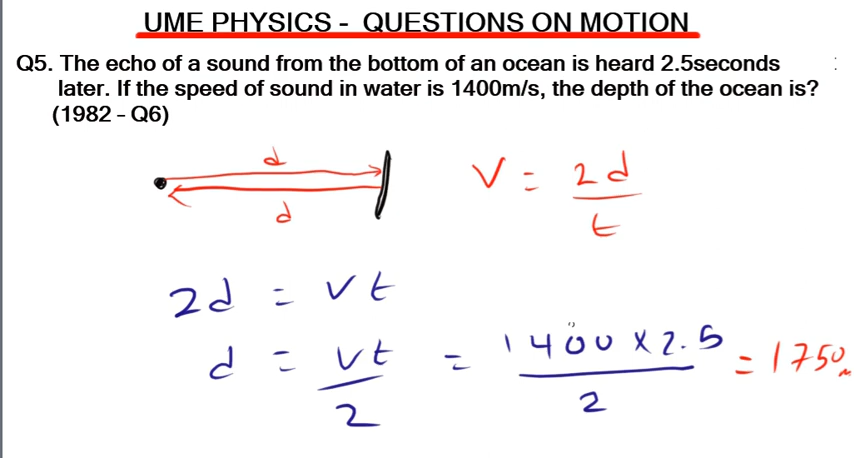 UME PHYSICS - QUESTIONS ON MOTION
Q5. The echo of a sound from the bottom of an ocean is heard 2.5seconds
later. If the speed of sound in water is 1400m/s, the depth of the ocean is?
(1982 – Q6)
d
d
V = 2d/t
2d = vt
d = vt/2 = 1400 x 2.5/2 = 1750m